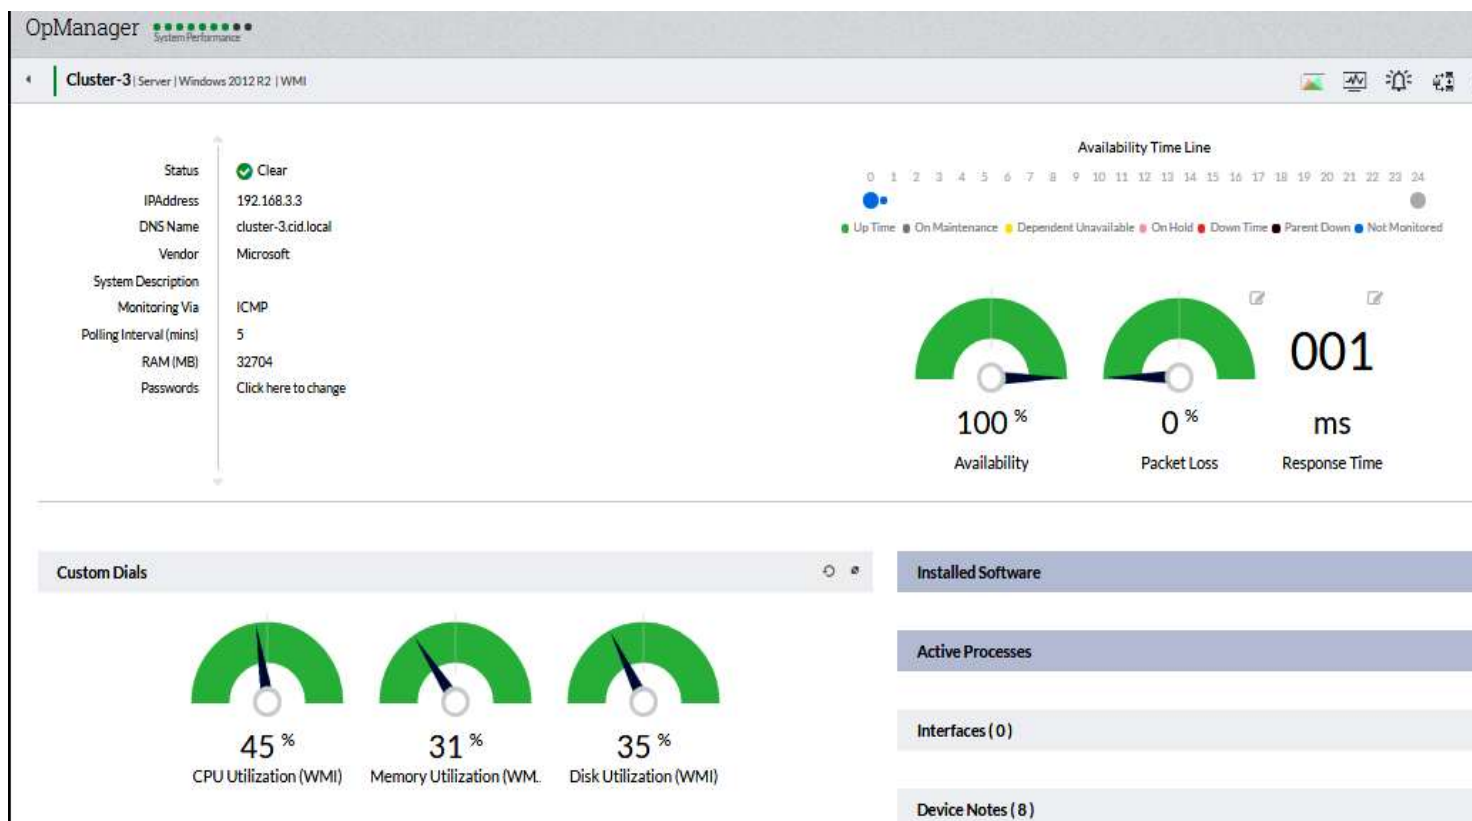 OpManager
System Performance
Cluster-3 | Server | Windows 2012 R2 | WMI
Status Clear
IPAddress 192.168.3.3
DNS Name cluster-3.cid.local
Vendor Microsoft
System Description
Monitoring Via ICMP
Polling Interval (mins) 5
RAM (MB) 32704
Passwords Click here to change
Availability Time Line
0 1 2 3 4 5 6 7 8 9 10 11 12 13 14 15 16 17 18 19 20 21 22 23 24
Up Time On Maintenance Dependent Unavailable On Hold Down Time Parent Down Not Monitored
001
100 % 0 % ms
Availability Packet Loss Response Time
Custom Dials
45 % 31 % 35 %
CPU Utilization (WMI) Memory Utilization (WM.. Disk Utilization (WMI)
Installed Software
Active Processes
Interfaces ( 0 )
Device Notes ( 8 )